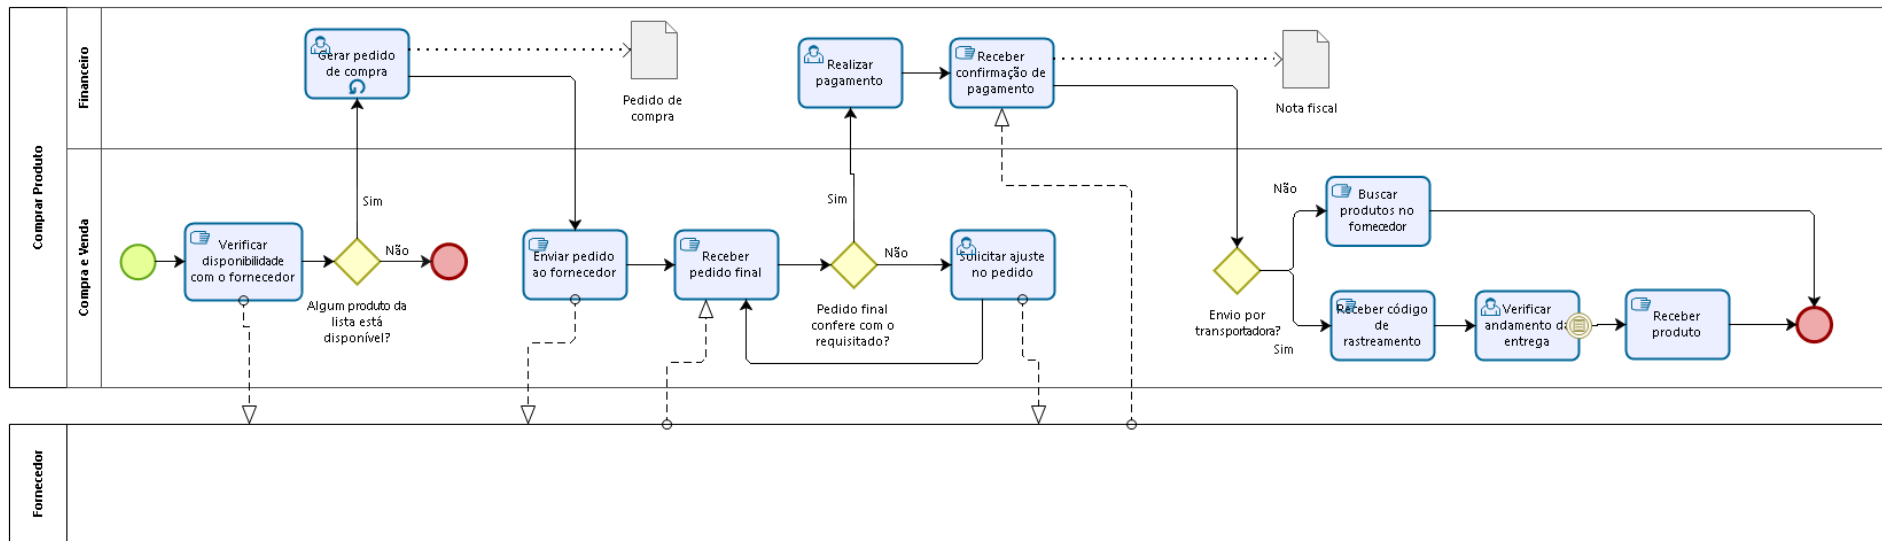 Comprar Produto
Financeiro
Gerar pedido
de compra
Pedido de
compra
Realizar
pagamento
Receber
confirmação de
pagamento
Nota fiscal
Compra e Venda
Verificar
disponibilidade
com o fornecedor
Sim
Não
Algum produto da
lista está
disponível?
Enviar pedido
ao fornecedor
Receber
pedido final
Sim
Não
Pedido final
confere com o
requisitado?
Solicitar ajuste
no pedido
Envio por
transportadora?
Não
Sim
Buscar
produtos no
fornecedor
Receber código
de
rastreamento
Verificar
andamento da
entrega
Receber
produto
Fornecedor